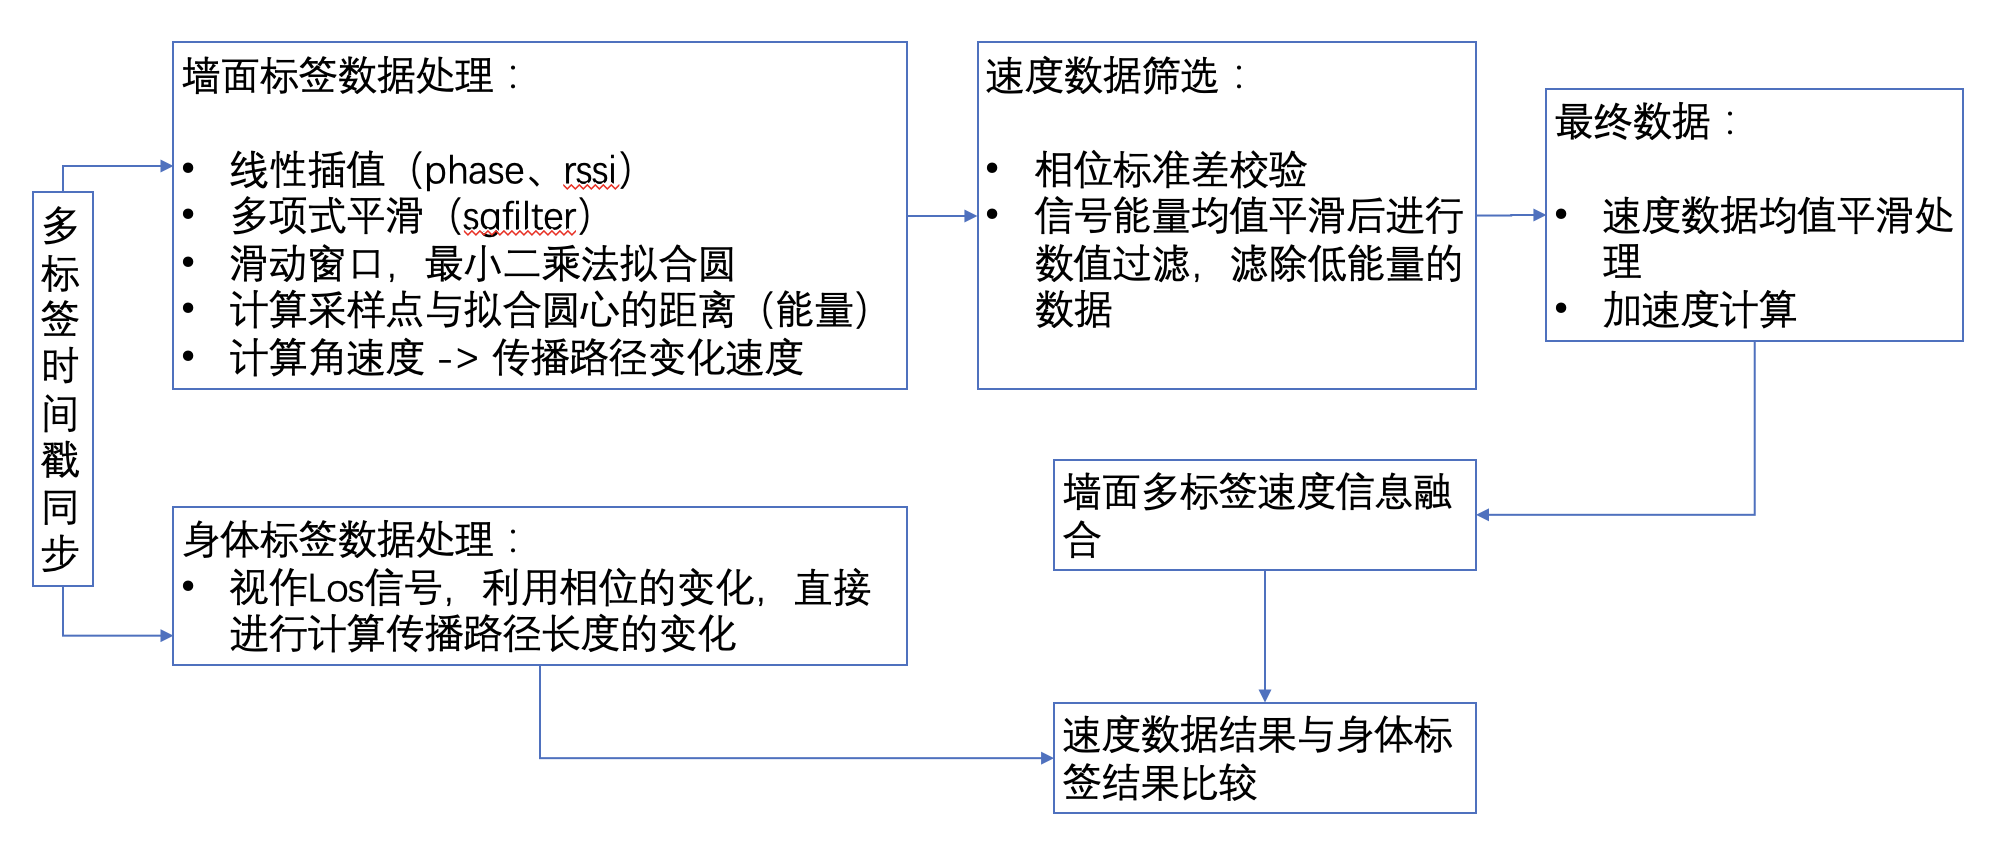 多
标
签
时
间
戳
同
步
墙面标签数据处理：
• 线性插值（phase、rssi）
• 多项式平滑（sgfilter）
• 滑动窗口，最小二乘法拟合圆
• 计算采样点与拟合圆心的距离（能量）
• 计算角速度 -> 传播路径变化速度
速度数据筛选：
• 相位标准差校验
• 信号能量均值平滑后进行
数值过滤，滤除低能量的
数据
最终数据：
• 速度数据均值平滑处
理
• 加速度计算
墙面多标签速度信息融
合
身体标签数据处理：
• 视作Los信号，利用相位的变化，直接
进行计算传播路径长度的变化
速度数据结果与身体标
签结果比较